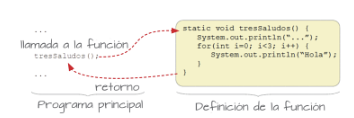 ...
llamada a la función
tresSaludos();
...
retorno
Programa principal
static void tresSaludos() {
System.out.println("...");
for(int i=0; i<3; i++) {
System.out.println("Hola");
}
}
Definición de la función